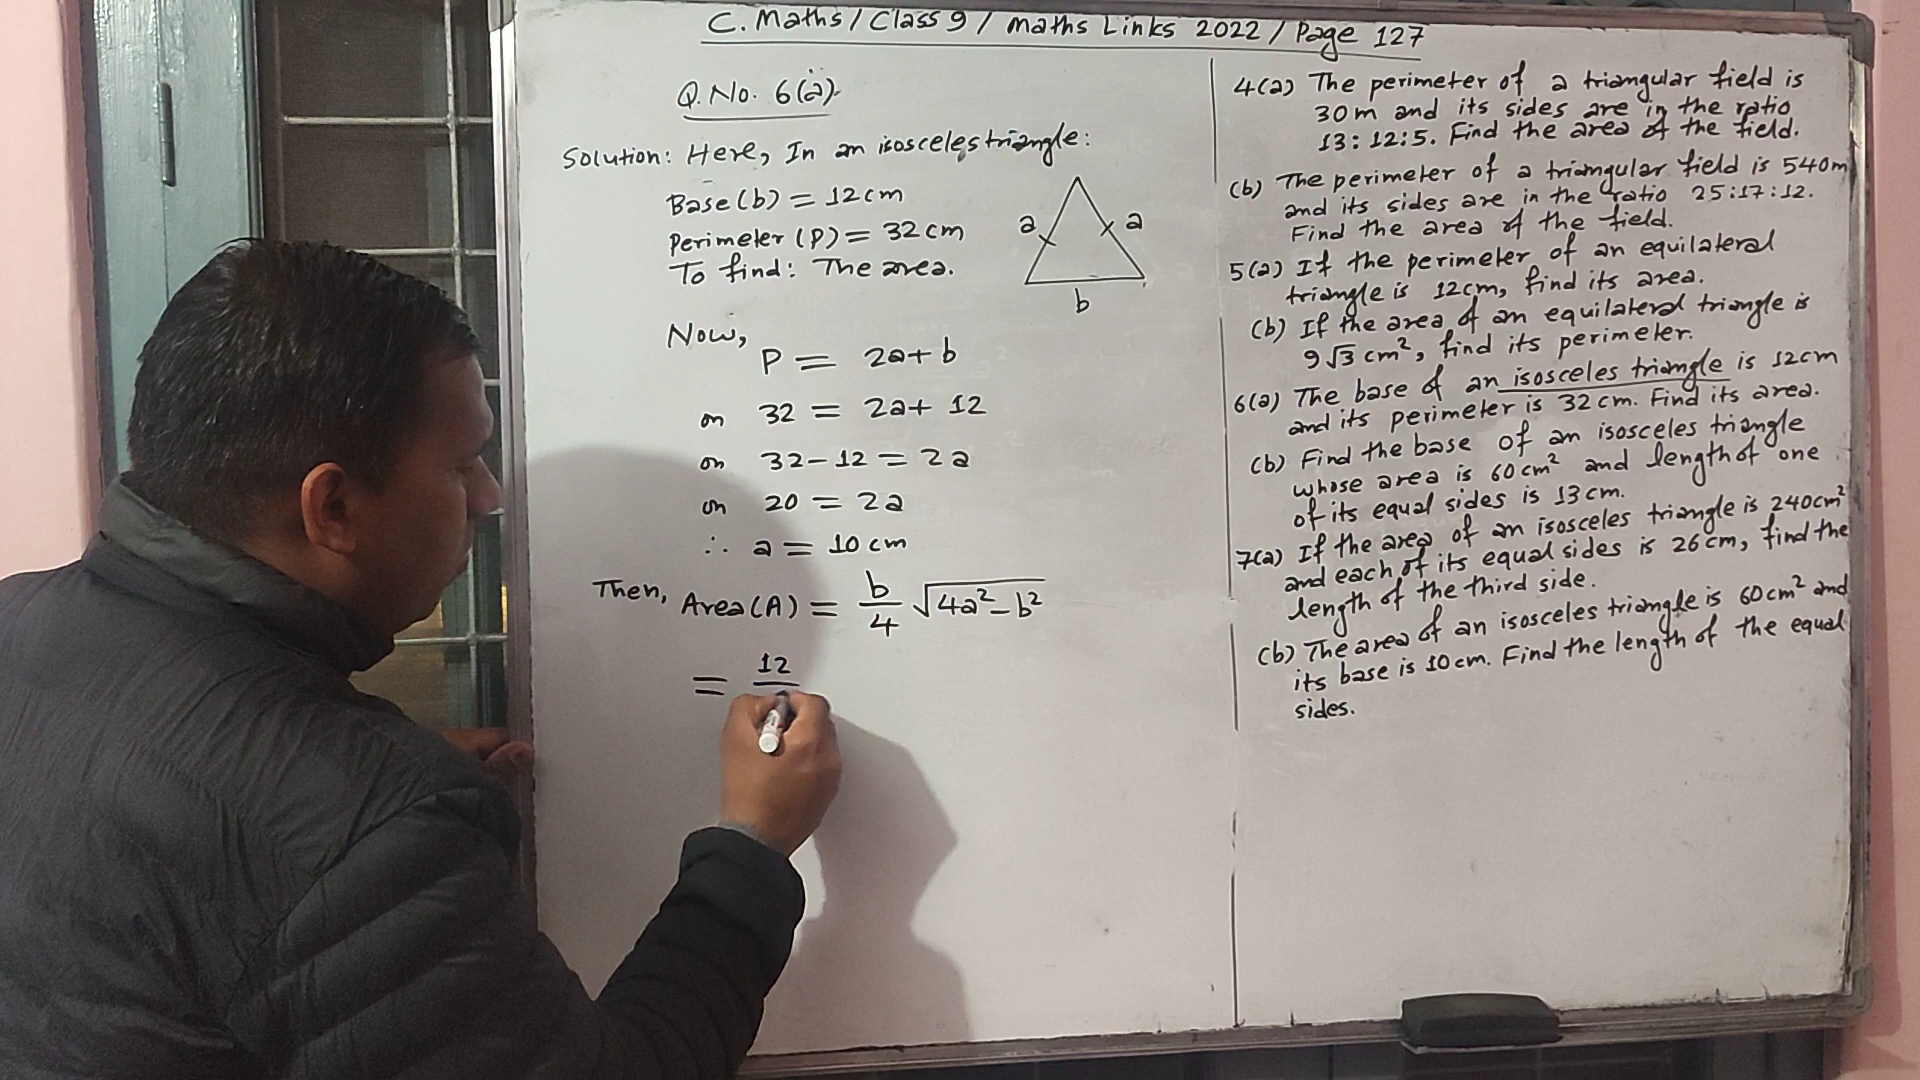 C. Maths / Class 9 / Maths Links 2022 / Page 127
Q. No. 6(a).
Solution: Here, In an isosceles triangle:
Base (b) = 12 cm
Perimeter (P) = 32 cm
To find: The area.
a
a
b
Now,
P = 2a + b
or 32 = 2a + 12
or 32 - 12 = 2a
or 20 = 2a
∴ a = 10 cm
Then, Area (A) = b/4 √(4a² - b²)
= 12
4(a) The perimeter of a triangular field is
30 m and its sides are in the ratio
13:12:5. Find the area of the field.
(b) The perimeter of a triangular field is 540 m
and its sides are in the ratio 25:17:12.
Find the area of the field.
5(a) If the perimeter of an equilateral
triangle is 12 cm, find its area.
(b) If the area of an equilateral triangle is
9√3 cm², find its perimeter.
6(a) The base of an isosceles triangle is 12 cm
and its perimeter is 32 cm. Find its area.
(b) Find the base of an isosceles triangle
whose area is 60 cm² and length of one
of its equal sides is 13 cm.
7(a) If the area of an isosceles triangle is 240 cm²
and each of its equal sides is 26 cm, find the
length of the third side.
(b) The area of an isosceles triangle is 60 cm² and
its base is 10 cm. Find the length of the equal
sides.